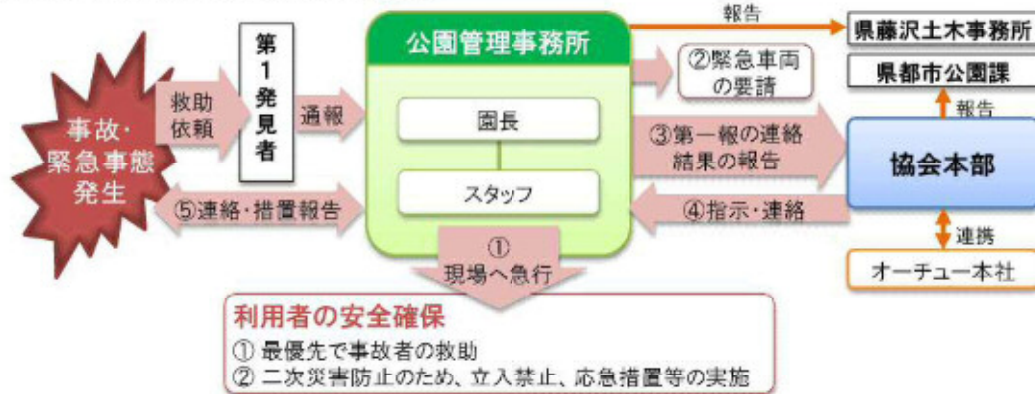 事故・
緊急事態
発生
救助
依頼
第1発見者
通報
公園管理事務所
園長
スタッフ
報告
県藤沢土木事務所
②緊急車両
の要請
県都市公園課
報告
③第一報の連絡
結果の報告
協会本部
④指示・連絡
⑤連絡・措置報告
連携
オーチュー本社
①
現場へ急行
利用者の安全確保
① 最優先で事故者の救助
② 二次災害防止のため、立入禁止、応急措置等の実施